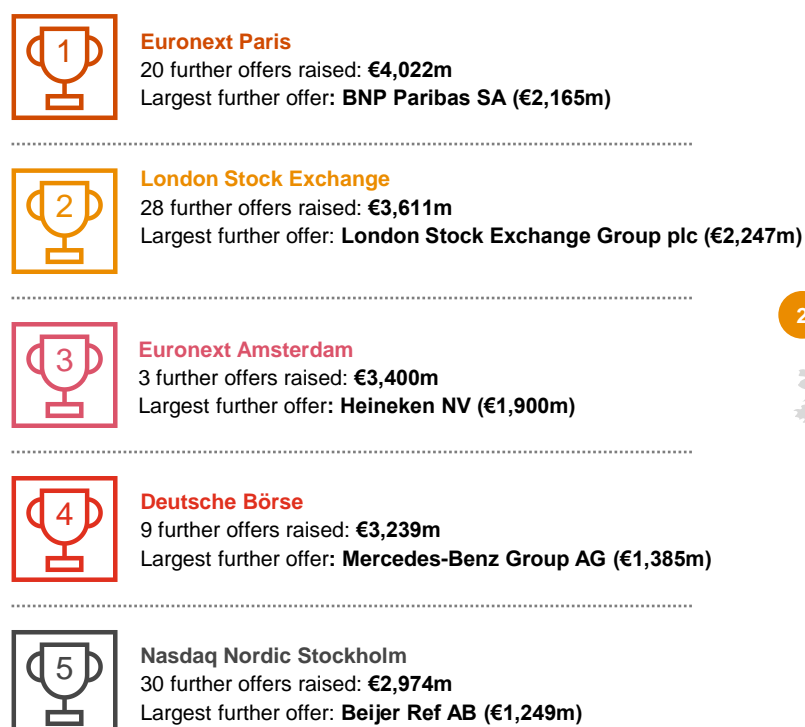 1
Euronext Paris
20 further offers raised: €4,022m
Largest further offer: BNP Paribas SA (€2,165m)
2
London Stock Exchange
28 further offers raised: €3,611m
Largest further offer: London Stock Exchange Group plc (€2,247m)
2
3
Euronext Amsterdam
3 further offers raised: €3,400m
Largest further offer: Heineken NV (€1,900m)
4
Deutsche Börse
9 further offers raised: €3,239m
Largest further offer: Mercedes-Benz Group AG (€1,385m)
5
Nasdaq Nordic Stockholm
30 further offers raised: €2,974m
Largest further offer: Beijer Ref AB (€1,249m)